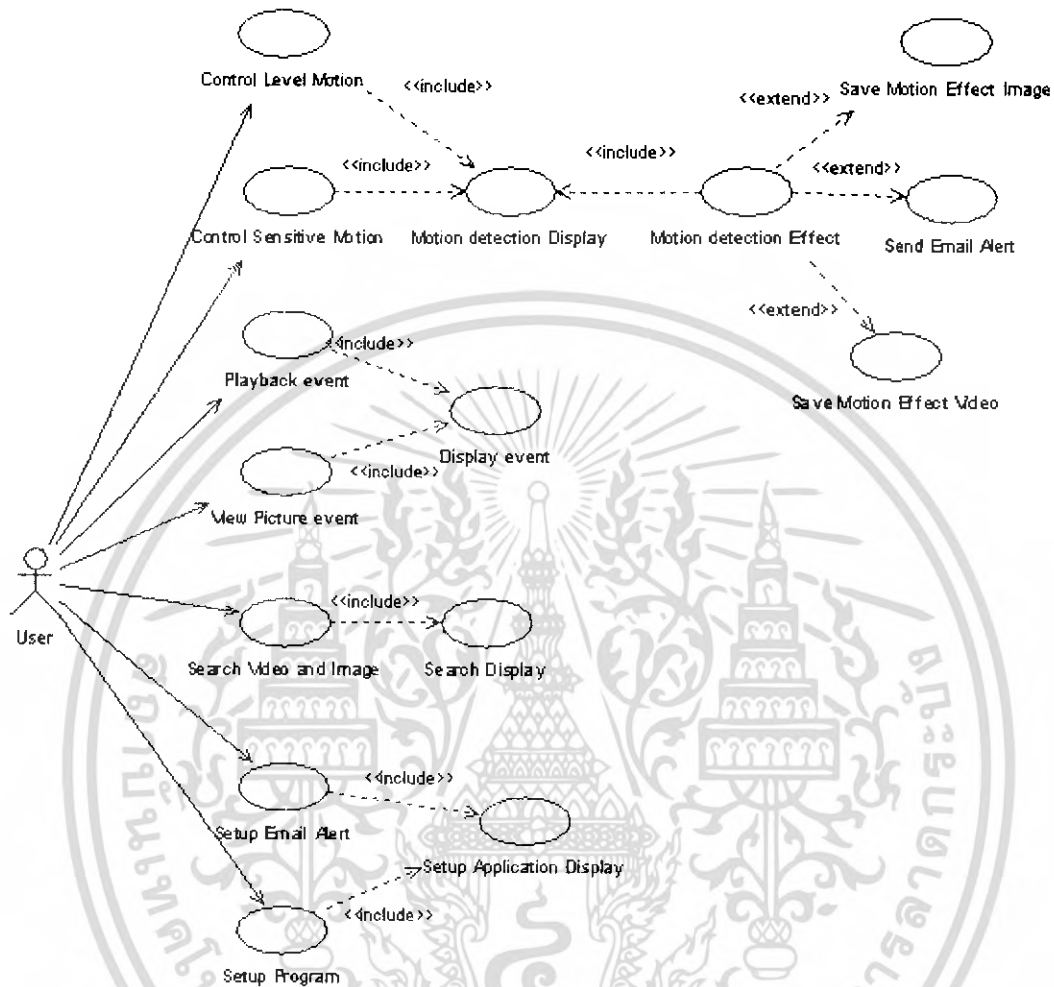 Control Level Motion
<<include>>
<<extend>>
Save Motion Effect Image
<<include>>
<<include>>
<<extend>>
Control Sensitive Motion
Motion detection Display
Motion detection Effect
Send Email Alert
<<extend>>
Save Motion Effect Video
<<include>>
Playback event
Display event
<<include>>
View Picture event
User
<<include>>
Search Video and Image
Search Display
<<include>>
Setup Email Alert
Setup Application Display
<<include>>
Setup Program